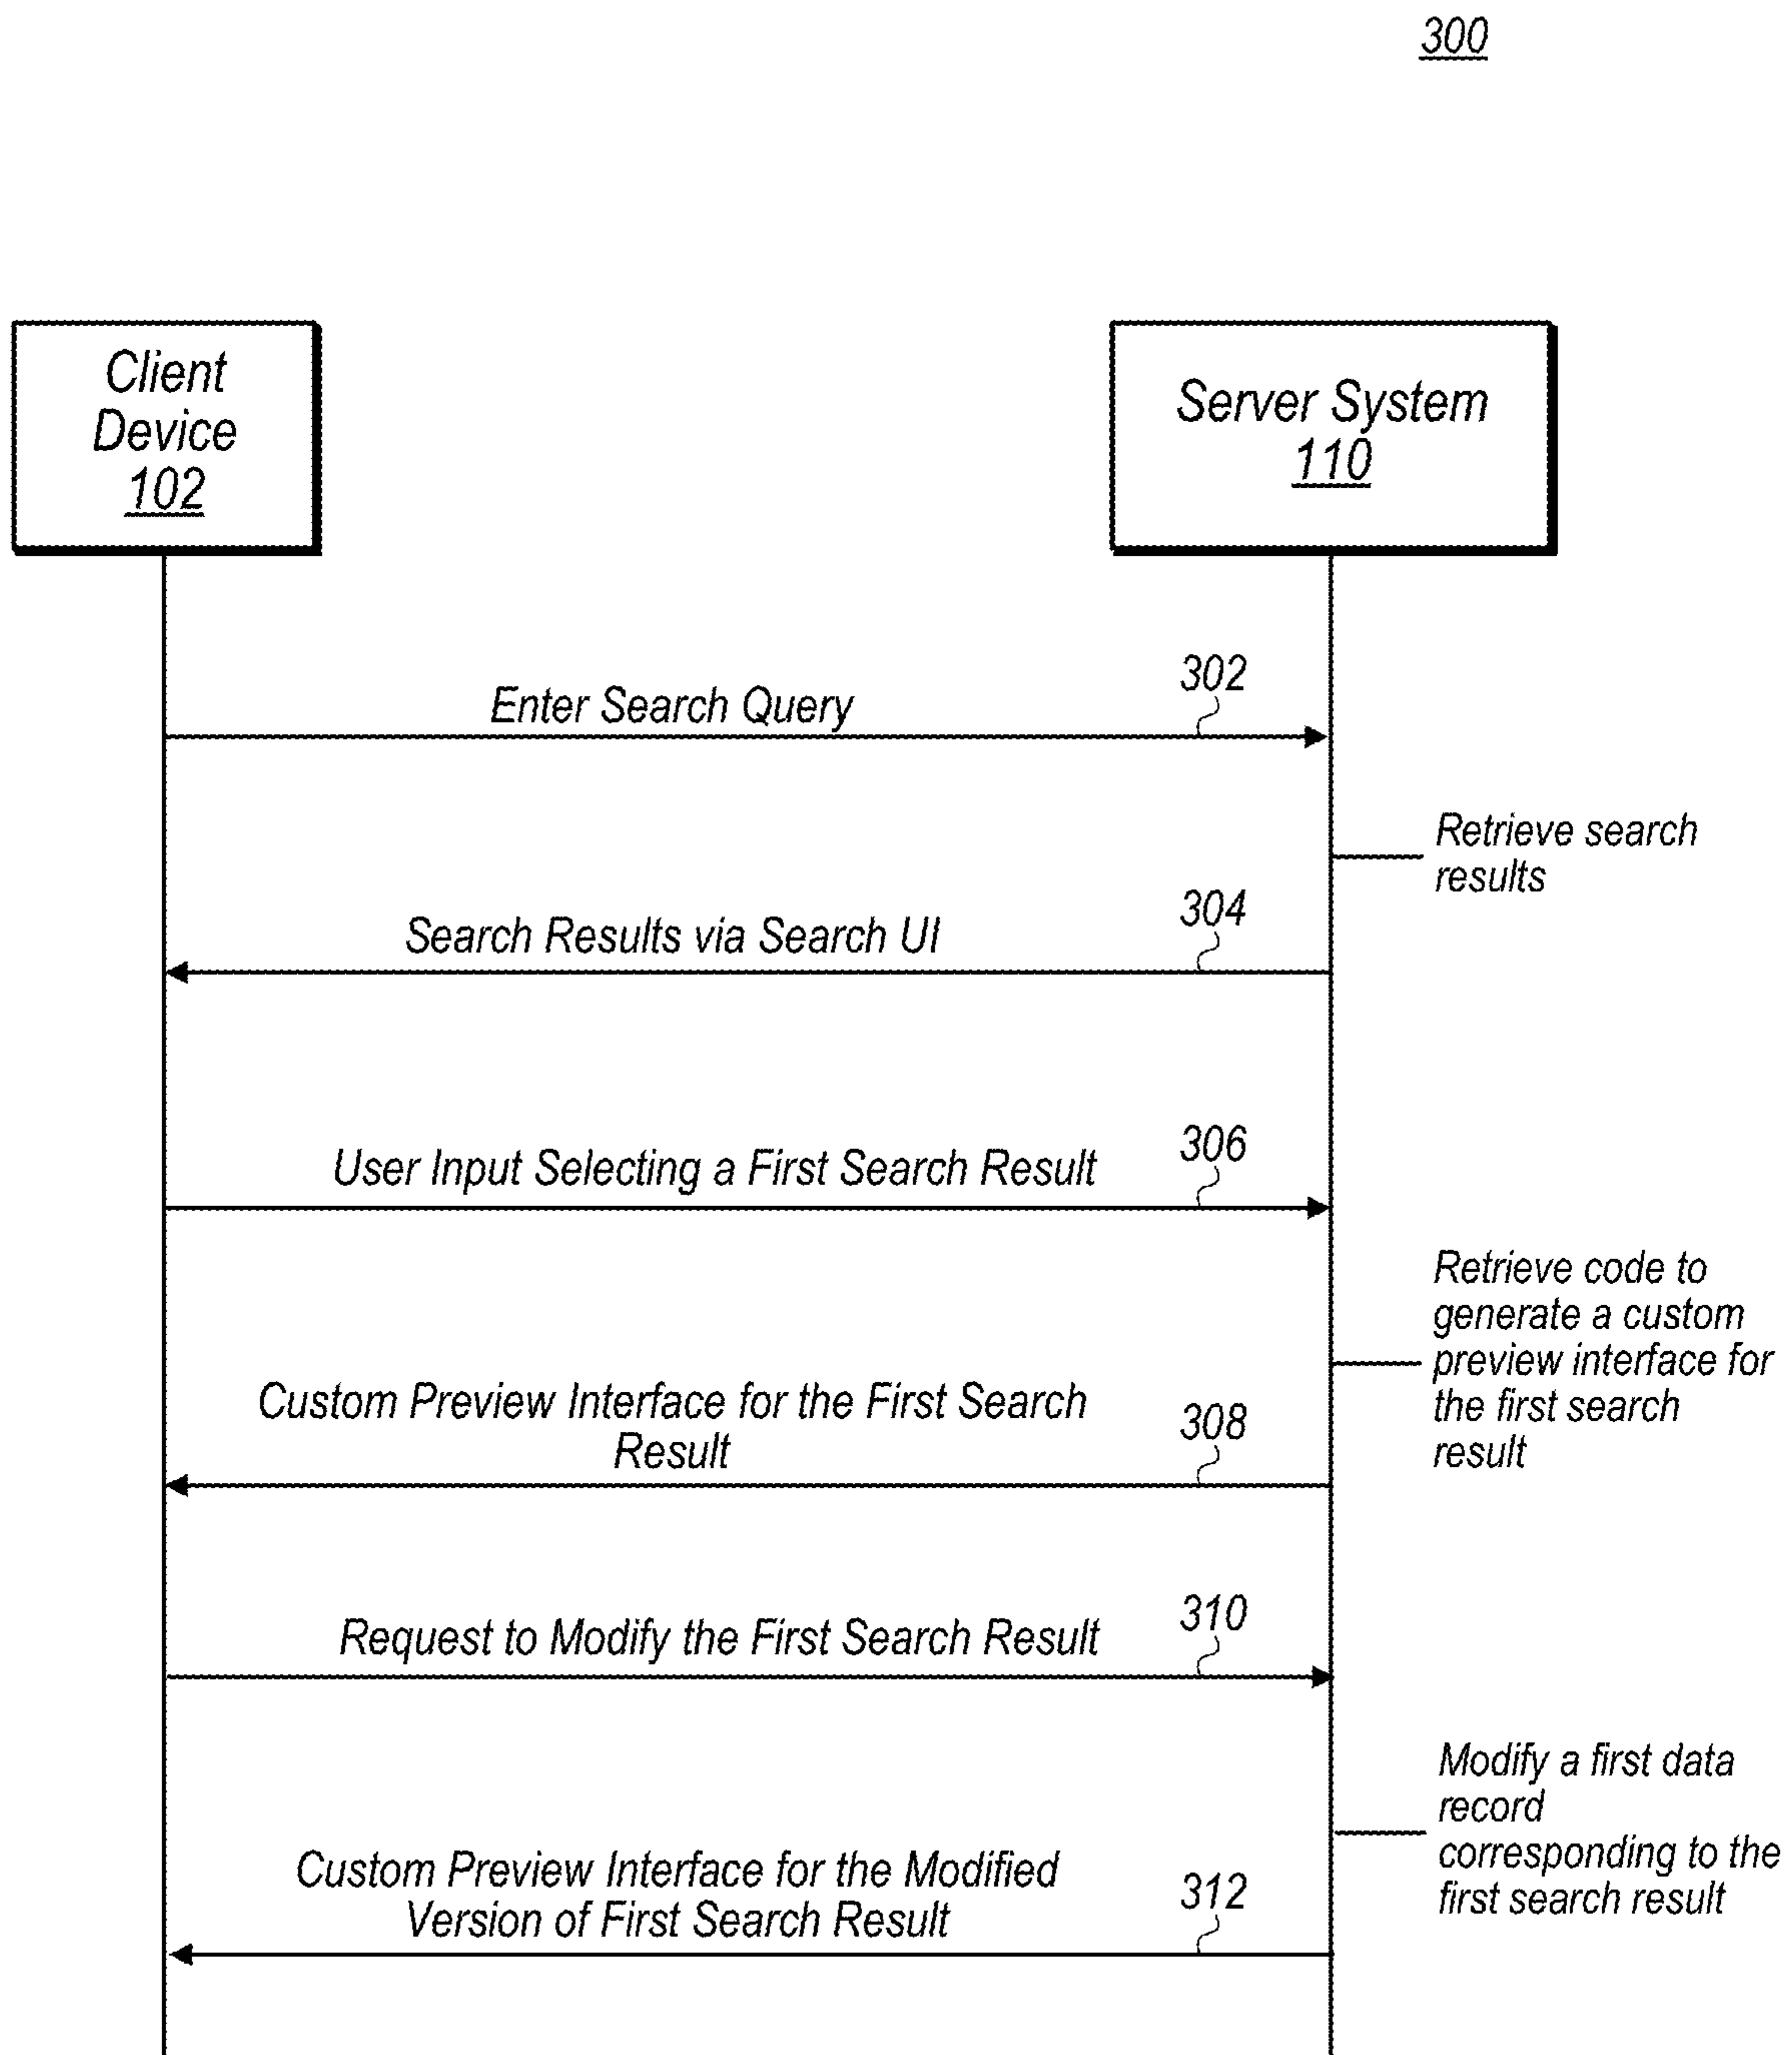 300
Client
Device
102
Server System
110
302
Enter Search Query
Retrieve search
results
304
Search Results via Search UI
306
User Input Selecting a First Search Result
Retrieve code to
generate a custom
preview interface for
the first search
result
Custom Preview Interface for the First Search
Result
308
310
Request to Modify the First Search Result
Modify a first data
record
corresponding to the
first search result
Custom Preview Interface for the Modified
Version of First Search Result
312